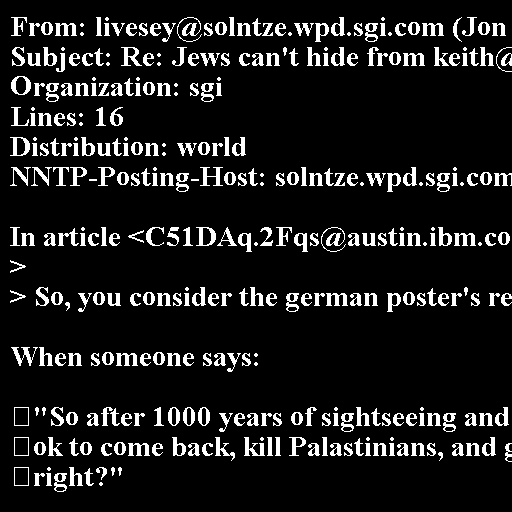 From: livesey@solntze.wpd.sgi.com (Jon
Subject: Re: Jews can't hide from keith@
Organization: sgi
Lines: 16
Distribution: world
NNTP-Posting-Host: solntze.wpd.sgi.com
In article <C51DAq.2Fqs@austin.ibm.co
>
> So, you consider the german poster's re
When someone says:
"So after 1000 years of sightseeing and
ok to come back, kill Palastinians, and g
right?"